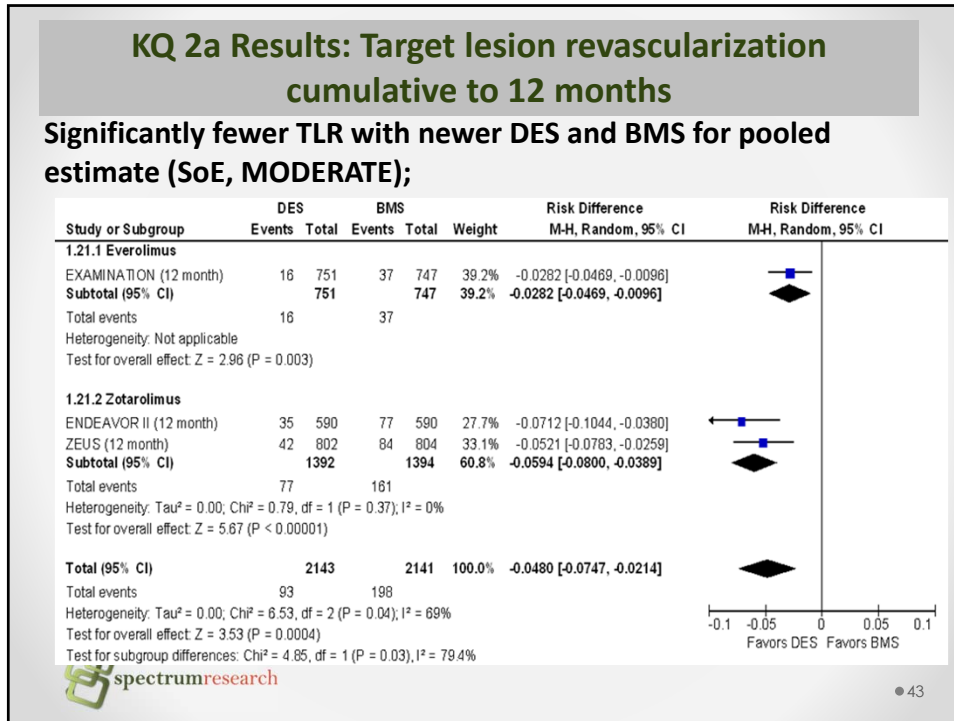 KQ 2a Results: Target lesion revascularization
cumulative to 12 months
Significantly fewer TLR with newer DES and BMS for pooled
estimate (SoE, MODERATE);
DES BMS Risk Difference Risk Difference
Study or Subgroup Events Total Events Total Weight M-H, Random, 95% CI M-H, Random, 95% CI
1.21.1 Everolimus
EXAMINATION (12 month) 16 751 37 747 39.2% -0.0282 [-0.0469, -0.0096]
Subtotal (95% CI) 751 747 39.2% -0.0282 [-0.0469, -0.0096]
Total events 16 37
Heterogeneity: Not applicable
Test for overall effect: Z = 2.96 (P = 0.003)
1.21.2 Zotarolimus
ENDEAVOR II (12 month) 35 590 77 590 27.7% -0.0712 [-0.1044, -0.0380]
ZEUS (12 month) 42 802 84 804 33.1% -0.0521 [-0.0783, -0.0259]
Subtotal (95% CI) 1392 1394 60.8% -0.0594 [-0.0800, -0.0389]
Total events 77 161
Heterogeneity: Tau² = 0.00; Chi² = 0.79, df = 1 (P = 0.37); I² = 0%
Test for overall effect: Z = 5.67 (P < 0.00001)
Total (95% CI) 2143 2141 100.0% -0.0480 [-0.0747, -0.0214]
Total events 93 198
Heterogeneity: Tau² = 0.00; Chi² = 6.53, df = 2 (P = 0.04); I² = 69%
Test for overall effect: Z = 3.53 (P = 0.0004)
Test for subgroup differences: Chi² = 4.85, df = 1 (P = 0.03), I² = 79.4%
-0.1 -0.05 0 0.05 0.1
Favors DES Favors BMS
spectrumresearch
43